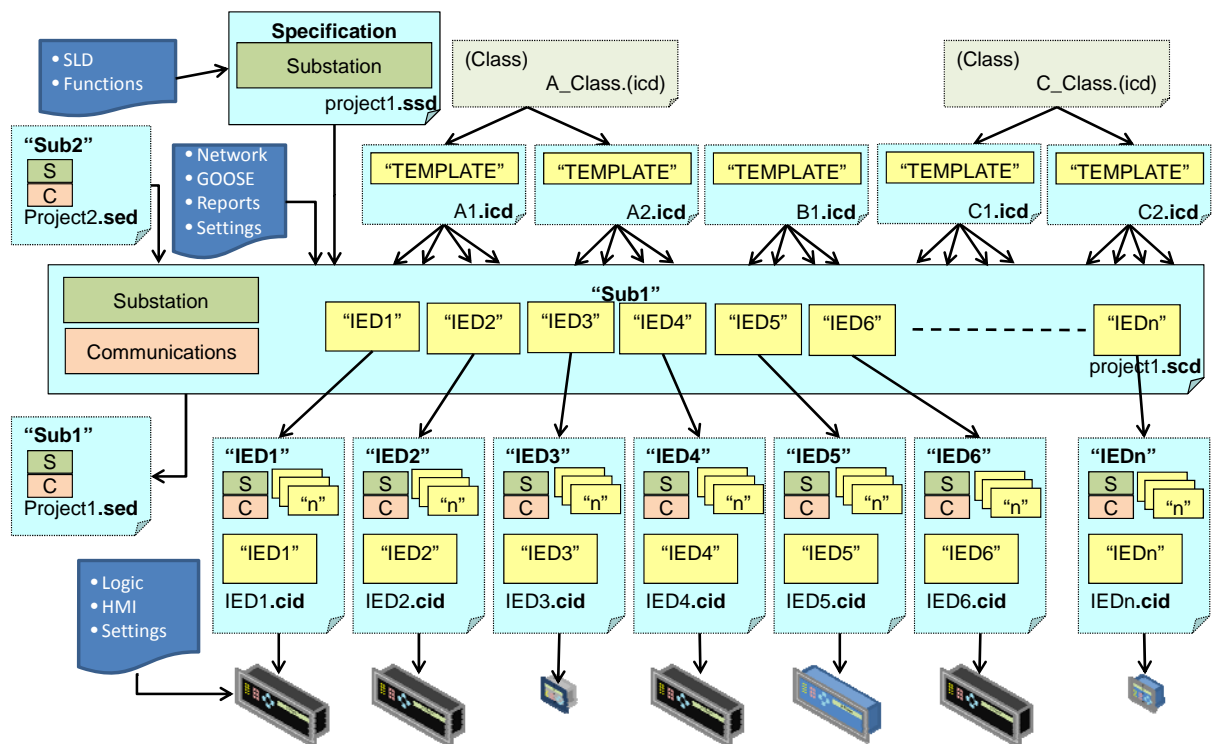 Specification
Substation
project1.ssd
• SLD
• Functions
(Class)
A_Class.(icd)
(Class)
C_Class.(icd)
“Sub2”
S
C
Project2.sed
• Network
• GOOSE
• Reports
• Settings
“TEMPLATE”
A1.icd
“TEMPLATE”
A2.icd
“TEMPLATE”
B1.icd
“TEMPLATE”
C1.icd
“TEMPLATE”
C2.icd
“Sub1”
Substation
Communications
“IED1”
“IED2”
“IED3”
“IED4”
“IED5”
“IED6”
“IEDn”
project1.scd
“Sub1”
S
C
Project1.sed
“IED1”
S
C
“n”
“IED1”
IED1.cid
“IED2”
S
C
“n”
“IED2”
IED2.cid
“IED3”
S
C
“n”
“IED3”
IED3.cid
“IED4”
S
C
“n”
“IED4”
IED4.cid
“IED5”
S
C
“n”
“IED5”
IED5.cid
“IED6”
S
C
“n”
“IED6”
IED6.cid
“IEDn”
S
C
“n”
“IEDn”
IEDn.cid
• Logic
• HMI
• Settings